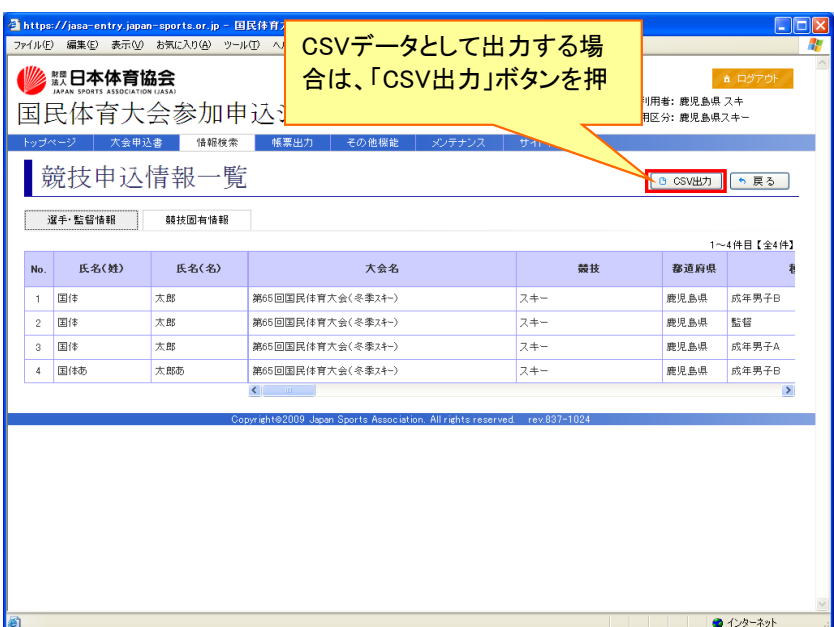 https://jasa-entry.japan-sports.or.jp - 国民体育
ファイル(F) 編集(E) 表示(V) お気に入り(A) ツール(T)
CSVデータとして出力する場
合は、「CSV出力」ボタンを押
財団法人 日本体育協会
JAPAN SPORTS ASSOCIATION (JASA)
ログアウト
国民体育大会参加申込
利用者: 鹿児島県 スキ
用区分: 鹿児島県スキー
トップページ 大会申込書 情報検索 帳票出力 その他機能 メンテナンス
競技申込情報一覧
CSV出力 戻る
選手・監督情報 競技固有情報
1～4件目【全4件】
No. 氏名(姓) 氏名(名) 大会名 競技 都道府県
1 国体 太郎 第65回国民体育大会(冬季スキー) スキー 鹿児島県 成年男子B
2 国体 太郎 第65回国民体育大会(冬季スキー) スキー 鹿児島県 監督
3 国体 太郎 第65回国民体育大会(冬季スキー) スキー 鹿児島県 成年男子A
4 国体あ 太郎あ 第65回国民体育大会(冬季スキー) スキー 鹿児島県 成年男子B
Copyright©2009 Japan Sports Association. All rights reserved. rev.837-1024
インターネット